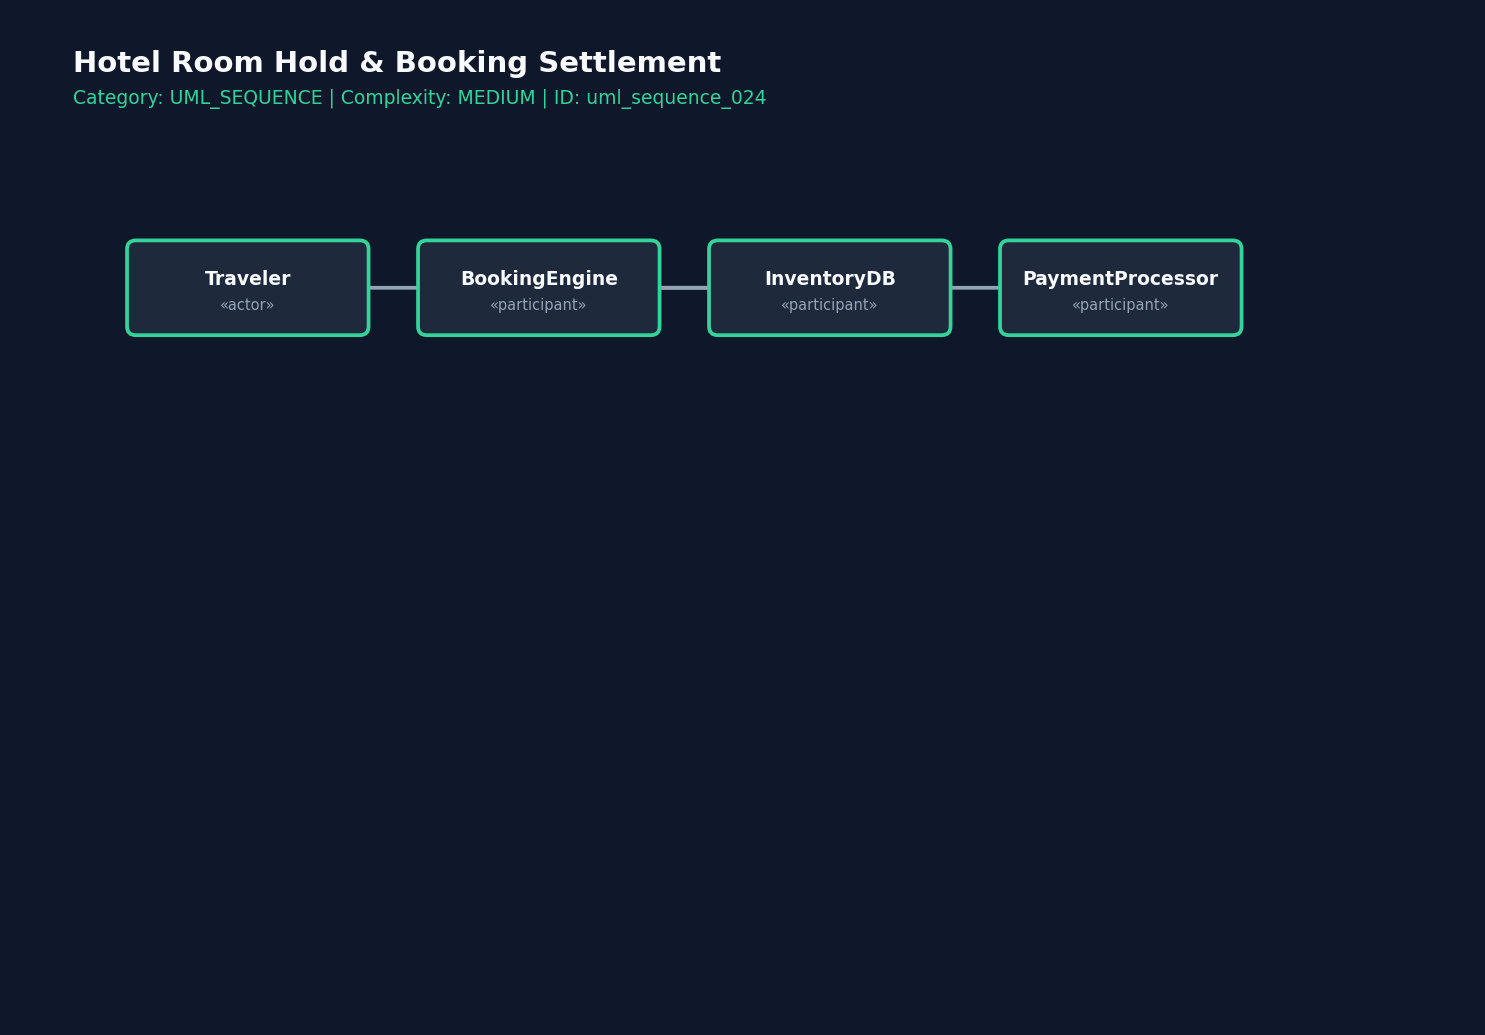 Hotel Room Hold & Booking Settlement
Category: UML_SEQUENCE | Complexity: MEDIUM | ID: uml_sequence_024
Traveler
«actor»
BookingEngine
«participant»
InventoryDB
«participant»
PaymentProcessor
«participant»